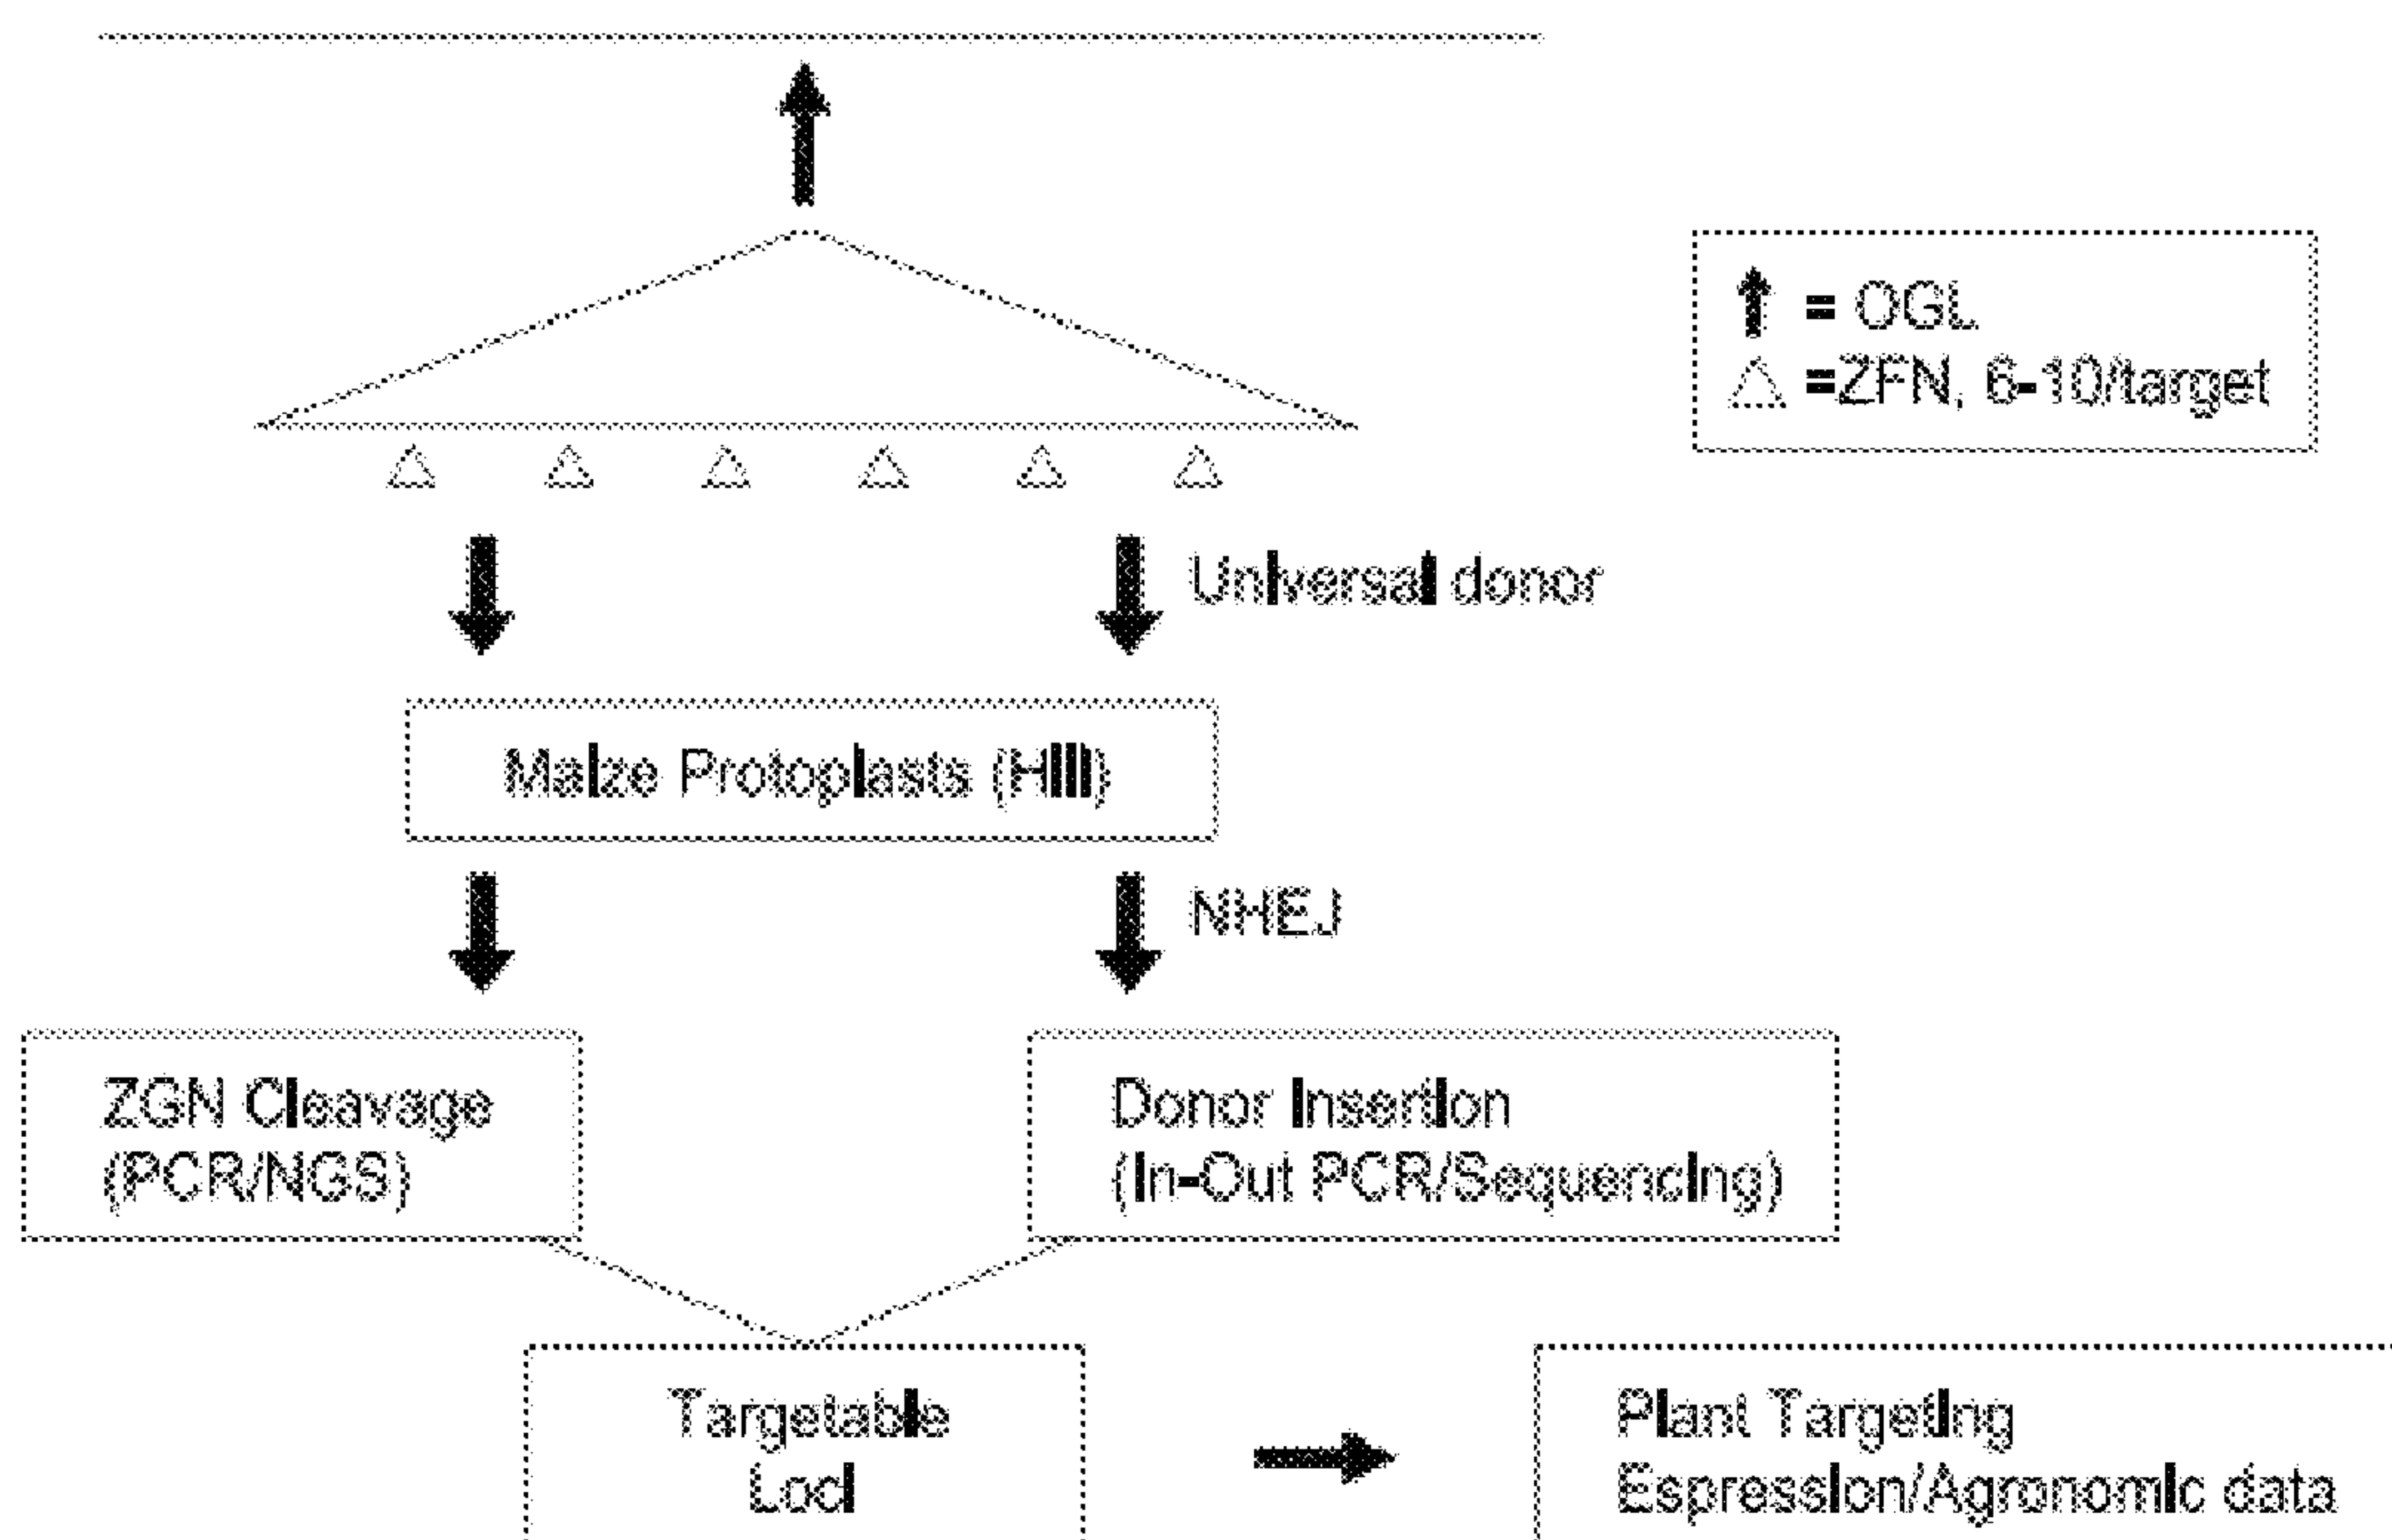 = OGL
=ZFN, 6-10/target
Universal donor
Maize Protoplasts (HiII)
NHEJ
ZGN Cleavage
(PCR/NGS)
Donor Insertion
(In-Out PCR/Sequencing)
Targetable
Loci
Plant Targeting
Espression/Agronomic data